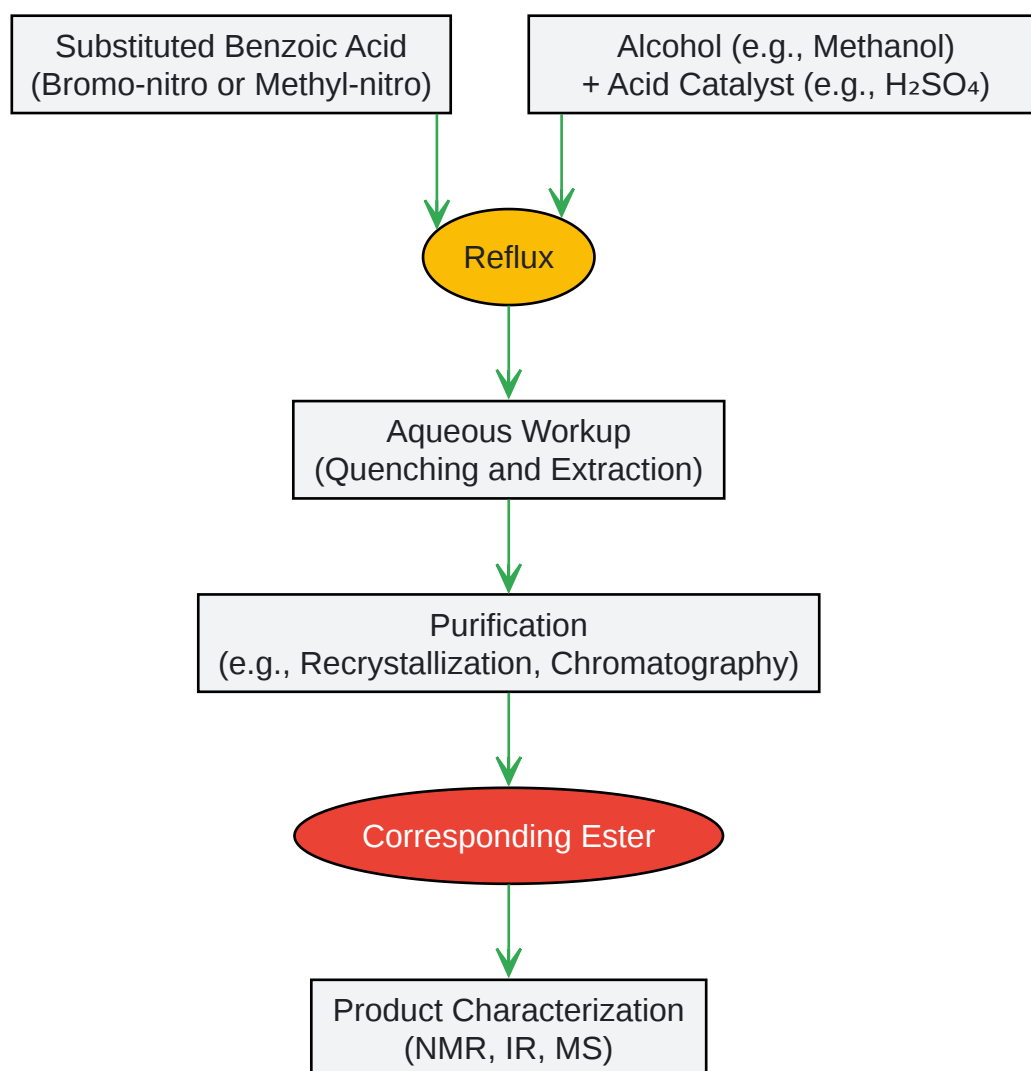 Substituted Benzoic Acid
(Bromo-nitro or Methyl-nitro)
Alcohol (e.g., Methanol)
+ Acid Catalyst (e.g., H₂SO₄)
Reflux
Aqueous Workup
(Quenching and Extraction)
Purification
(e.g., Recrystallization, Chromatography)
Corresponding Ester
Product Characterization
(NMR, IR, MS)